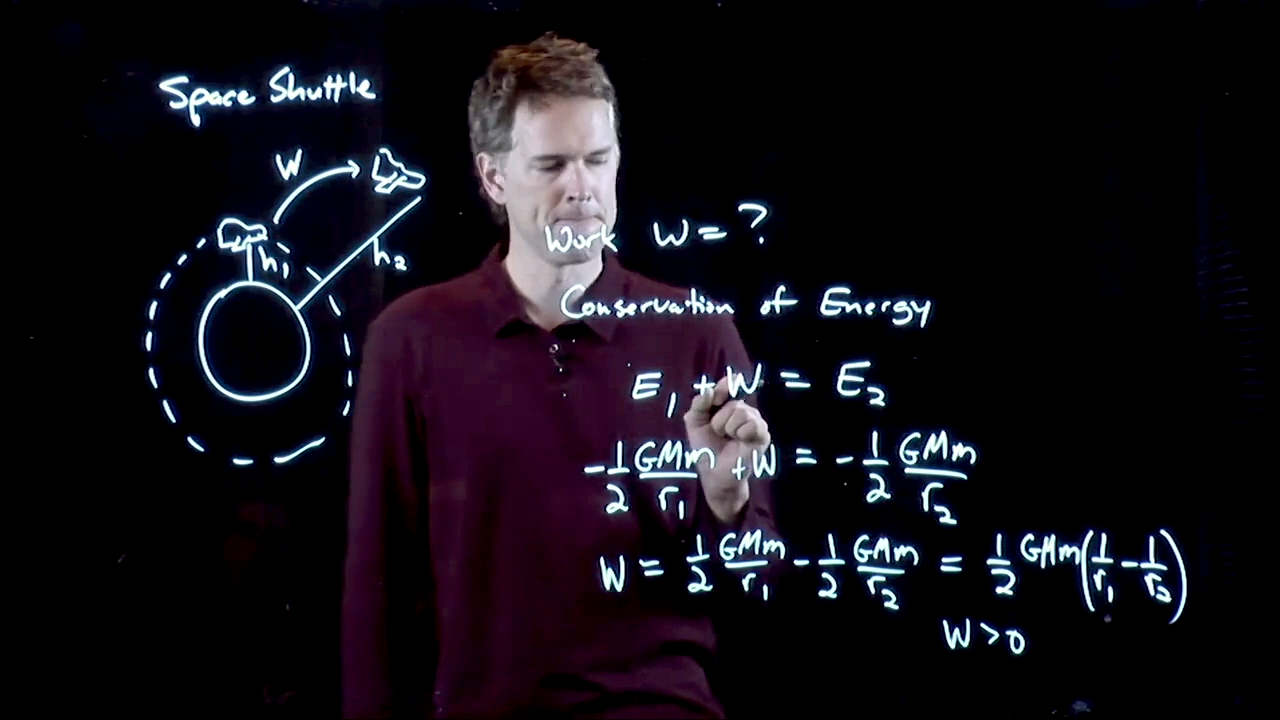 Space Shuttle
W
h₁
h₂
Work W = ?
Conservation of Energy
E₁ + W = E₂
-1/2 GMm/r₁ + W = -1/2 GMm/r₂
W = 1/2 GMm/r₁ - 1/2 GMm/r₂ = 1/2 GMm(1/r₁ - 1/r₂)
W > 0